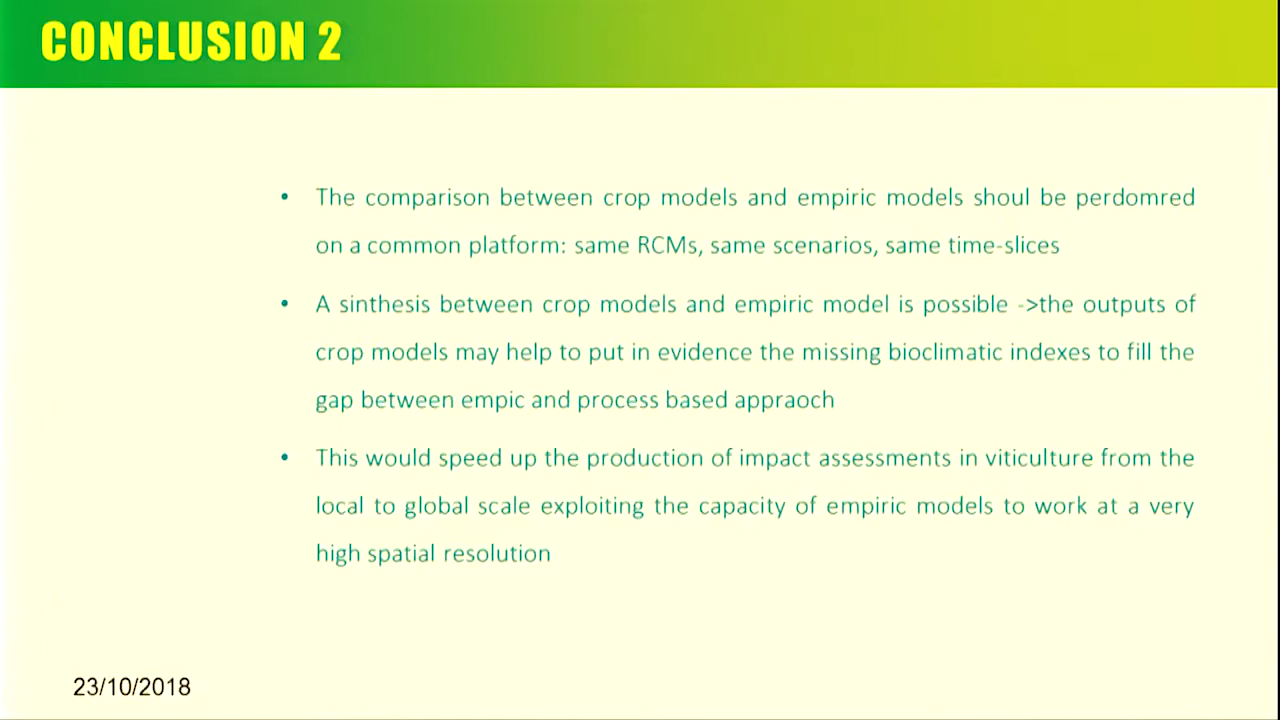 CONCLUSION 2
• The comparison between crop models and empiric models shoul be perdomred
on a common platform: same RCMs, same scenarios, same time-slices
• A sinthesis between crop models and empiric model is possible ->the outputs of
crop models may help to put in evidence the missing bioclimatic indexes to fill the
gap between empic and process based appraoch
• This would speed up the production of impact assessments in viticulture from the
local to global scale exploiting the capacity of empiric models to work at a very
high spatial resolution
23/10/2018